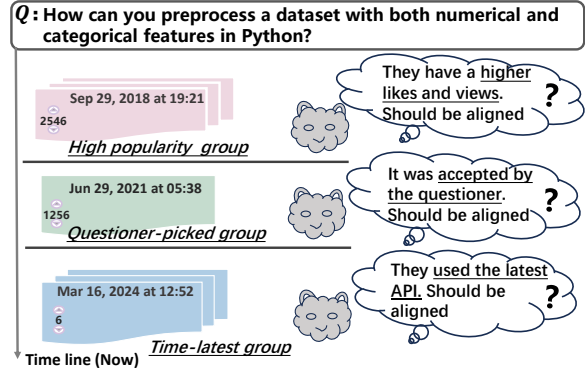 Q: How can you preprocess a dataset with both numerical and
categorical features in Python?
Sep 29, 2018 at 19:21
2546
High popularity group
They have a higher
likes and views.
Should be aligned
?
Jun 29, 2021 at 05:38
1256
Questioner-picked group
It was accepted by
the questioner.
Should be aligned
?
Mar 16, 2024 at 12:52
6
Time-latest group
They used the latest
API. Should be
aligned
?
Time line (Now)